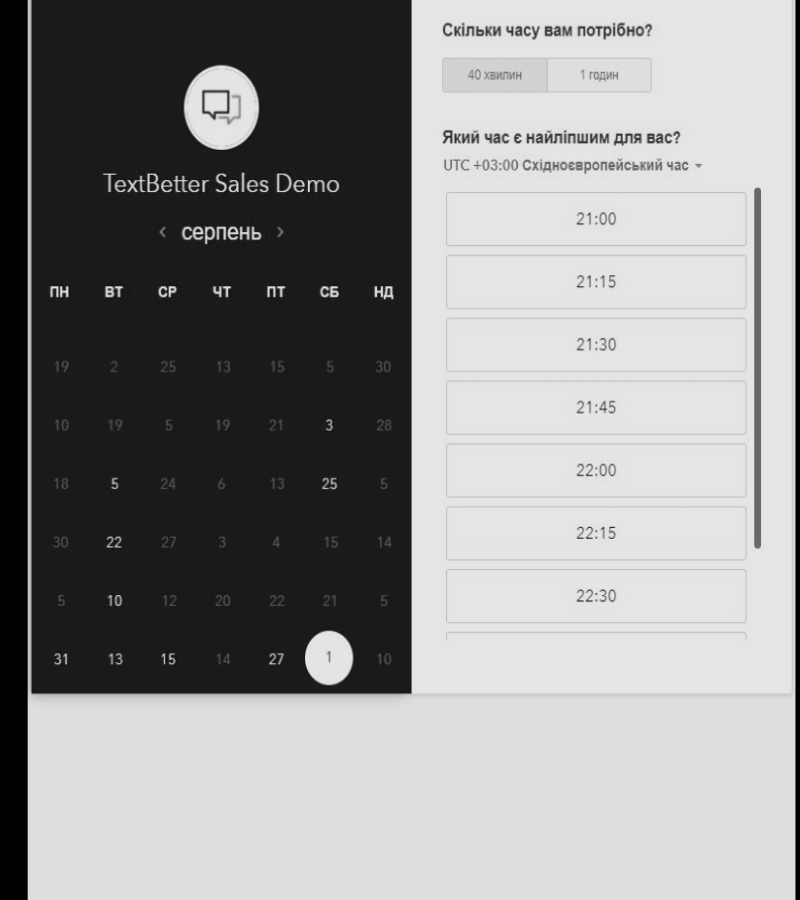 TextBetter Sales Demo
серпень
ПН ВТ СР ЧТ ПТ СБ НД
19 2 25 13 15 5 30
10 19 5 19 21 3 28
18 5 24 6 13 25 5
30 22 27 3 4 15 14
5 10 12 20 22 21 5
31 13 15 14 27 1 10
Скільки часу вам потрібно?
40 хвилин 1 годин
Який час є найліпшим для вас?
UTC +03:00 Східноєвропейський час
21:00
21:15
21:30
21:45
22:00
22:15
22:30